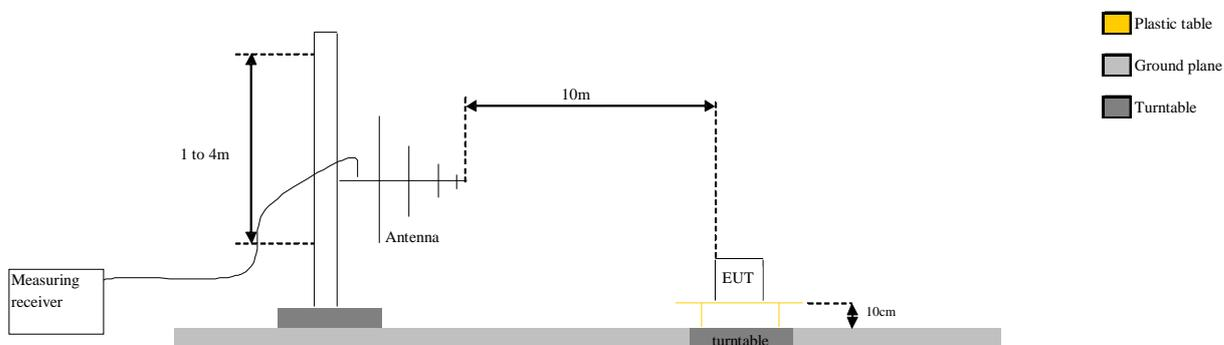 Plastic table
Ground plane
Turntable
10m
1 to 4m
Antenna
Measuring
receiver
EUT
10cm
turntable